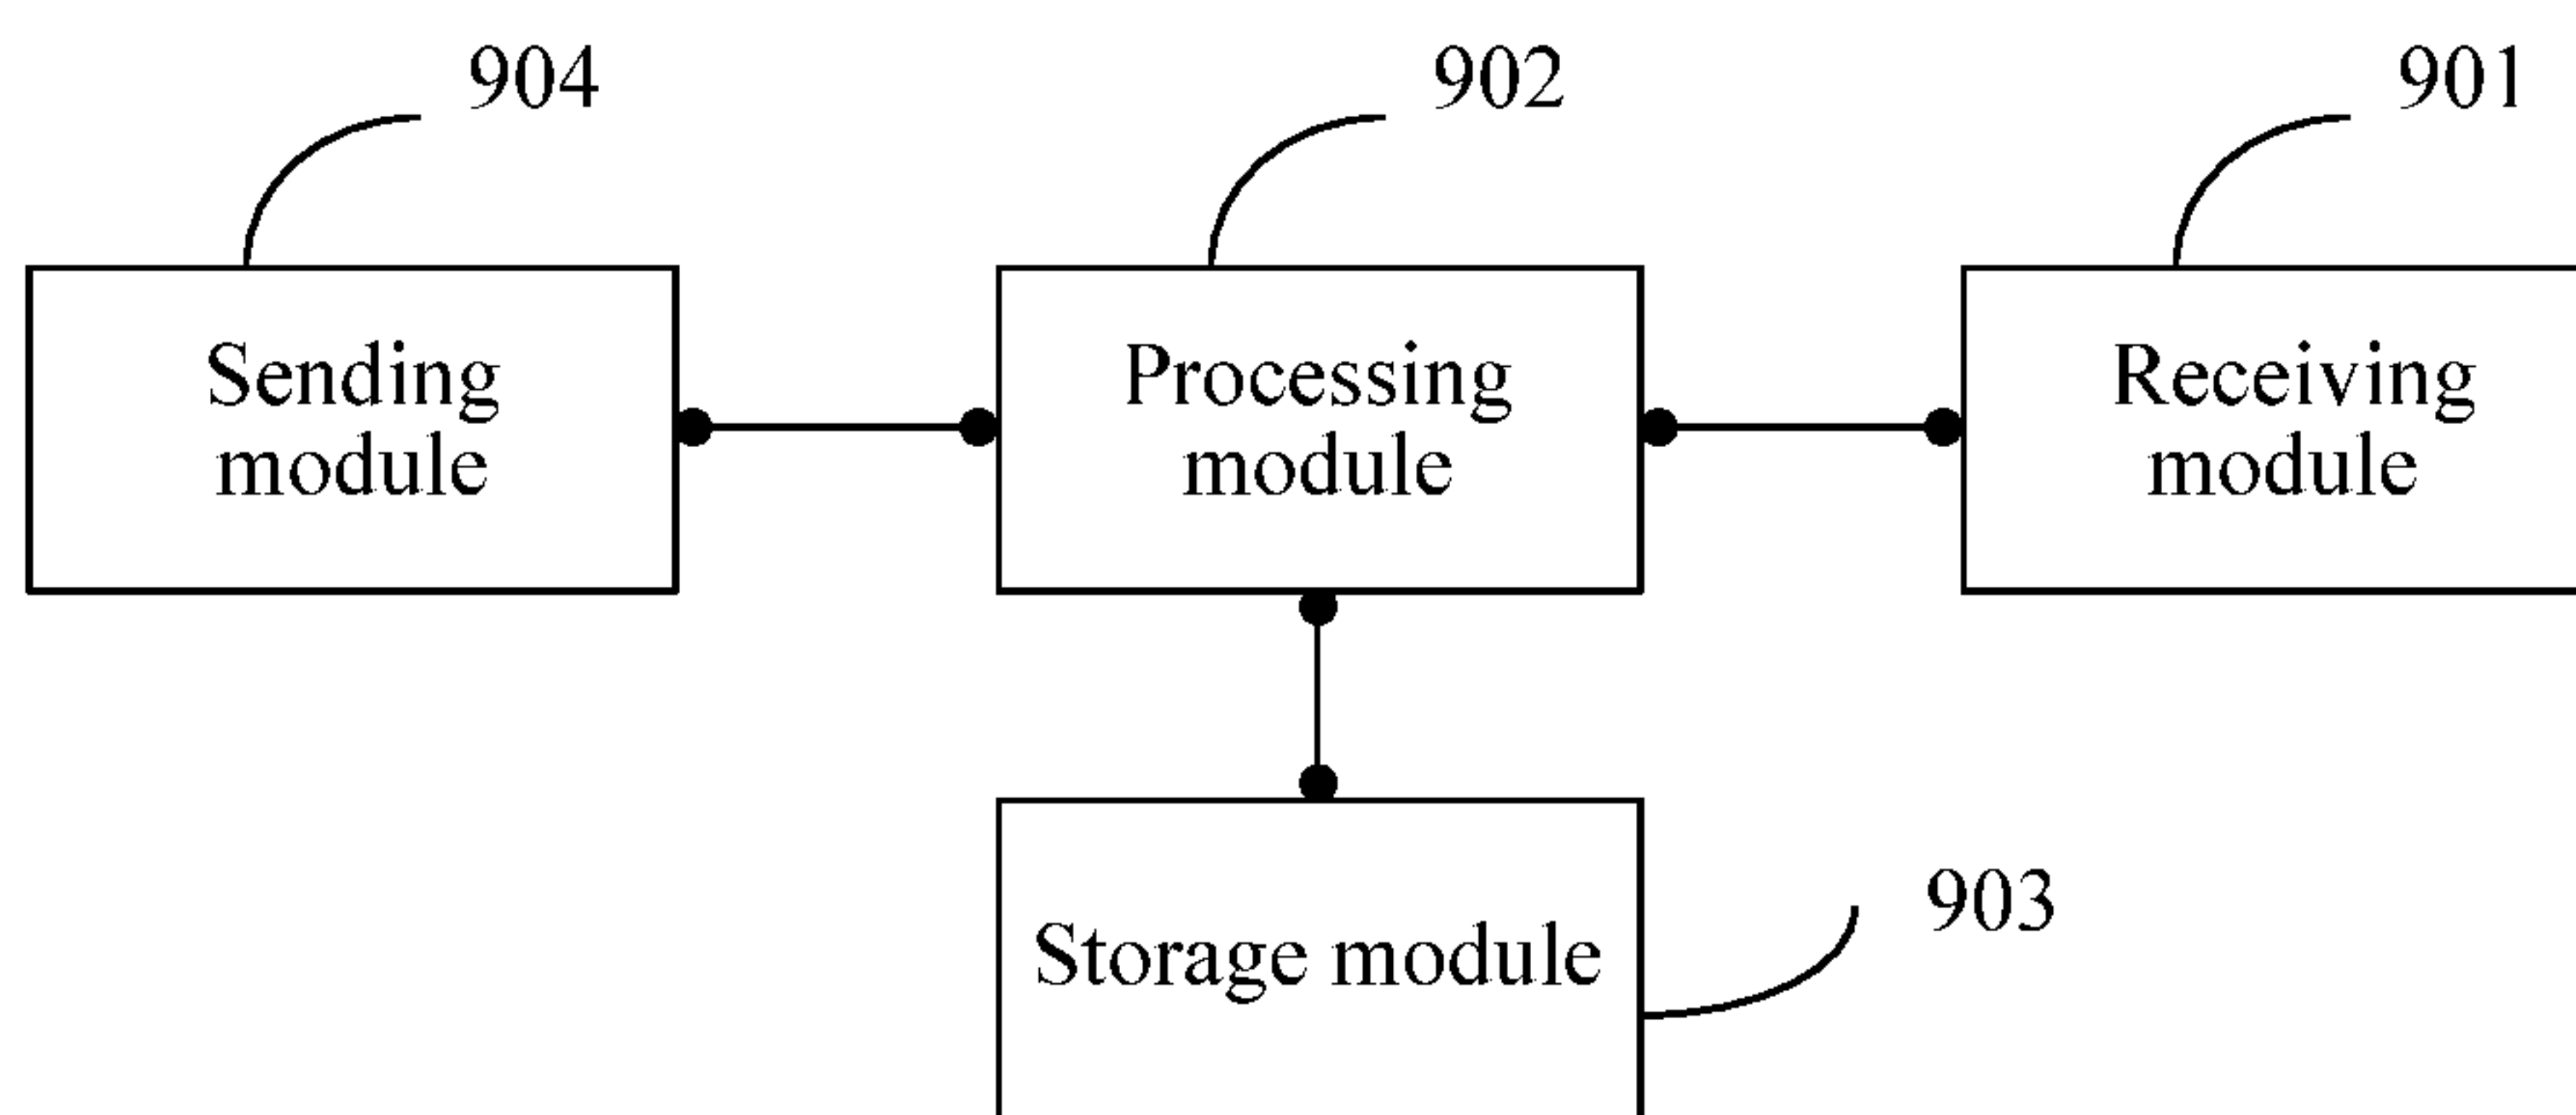 904
902
901
Sending
module
Processing
module
Receiving
module
Storage module
903